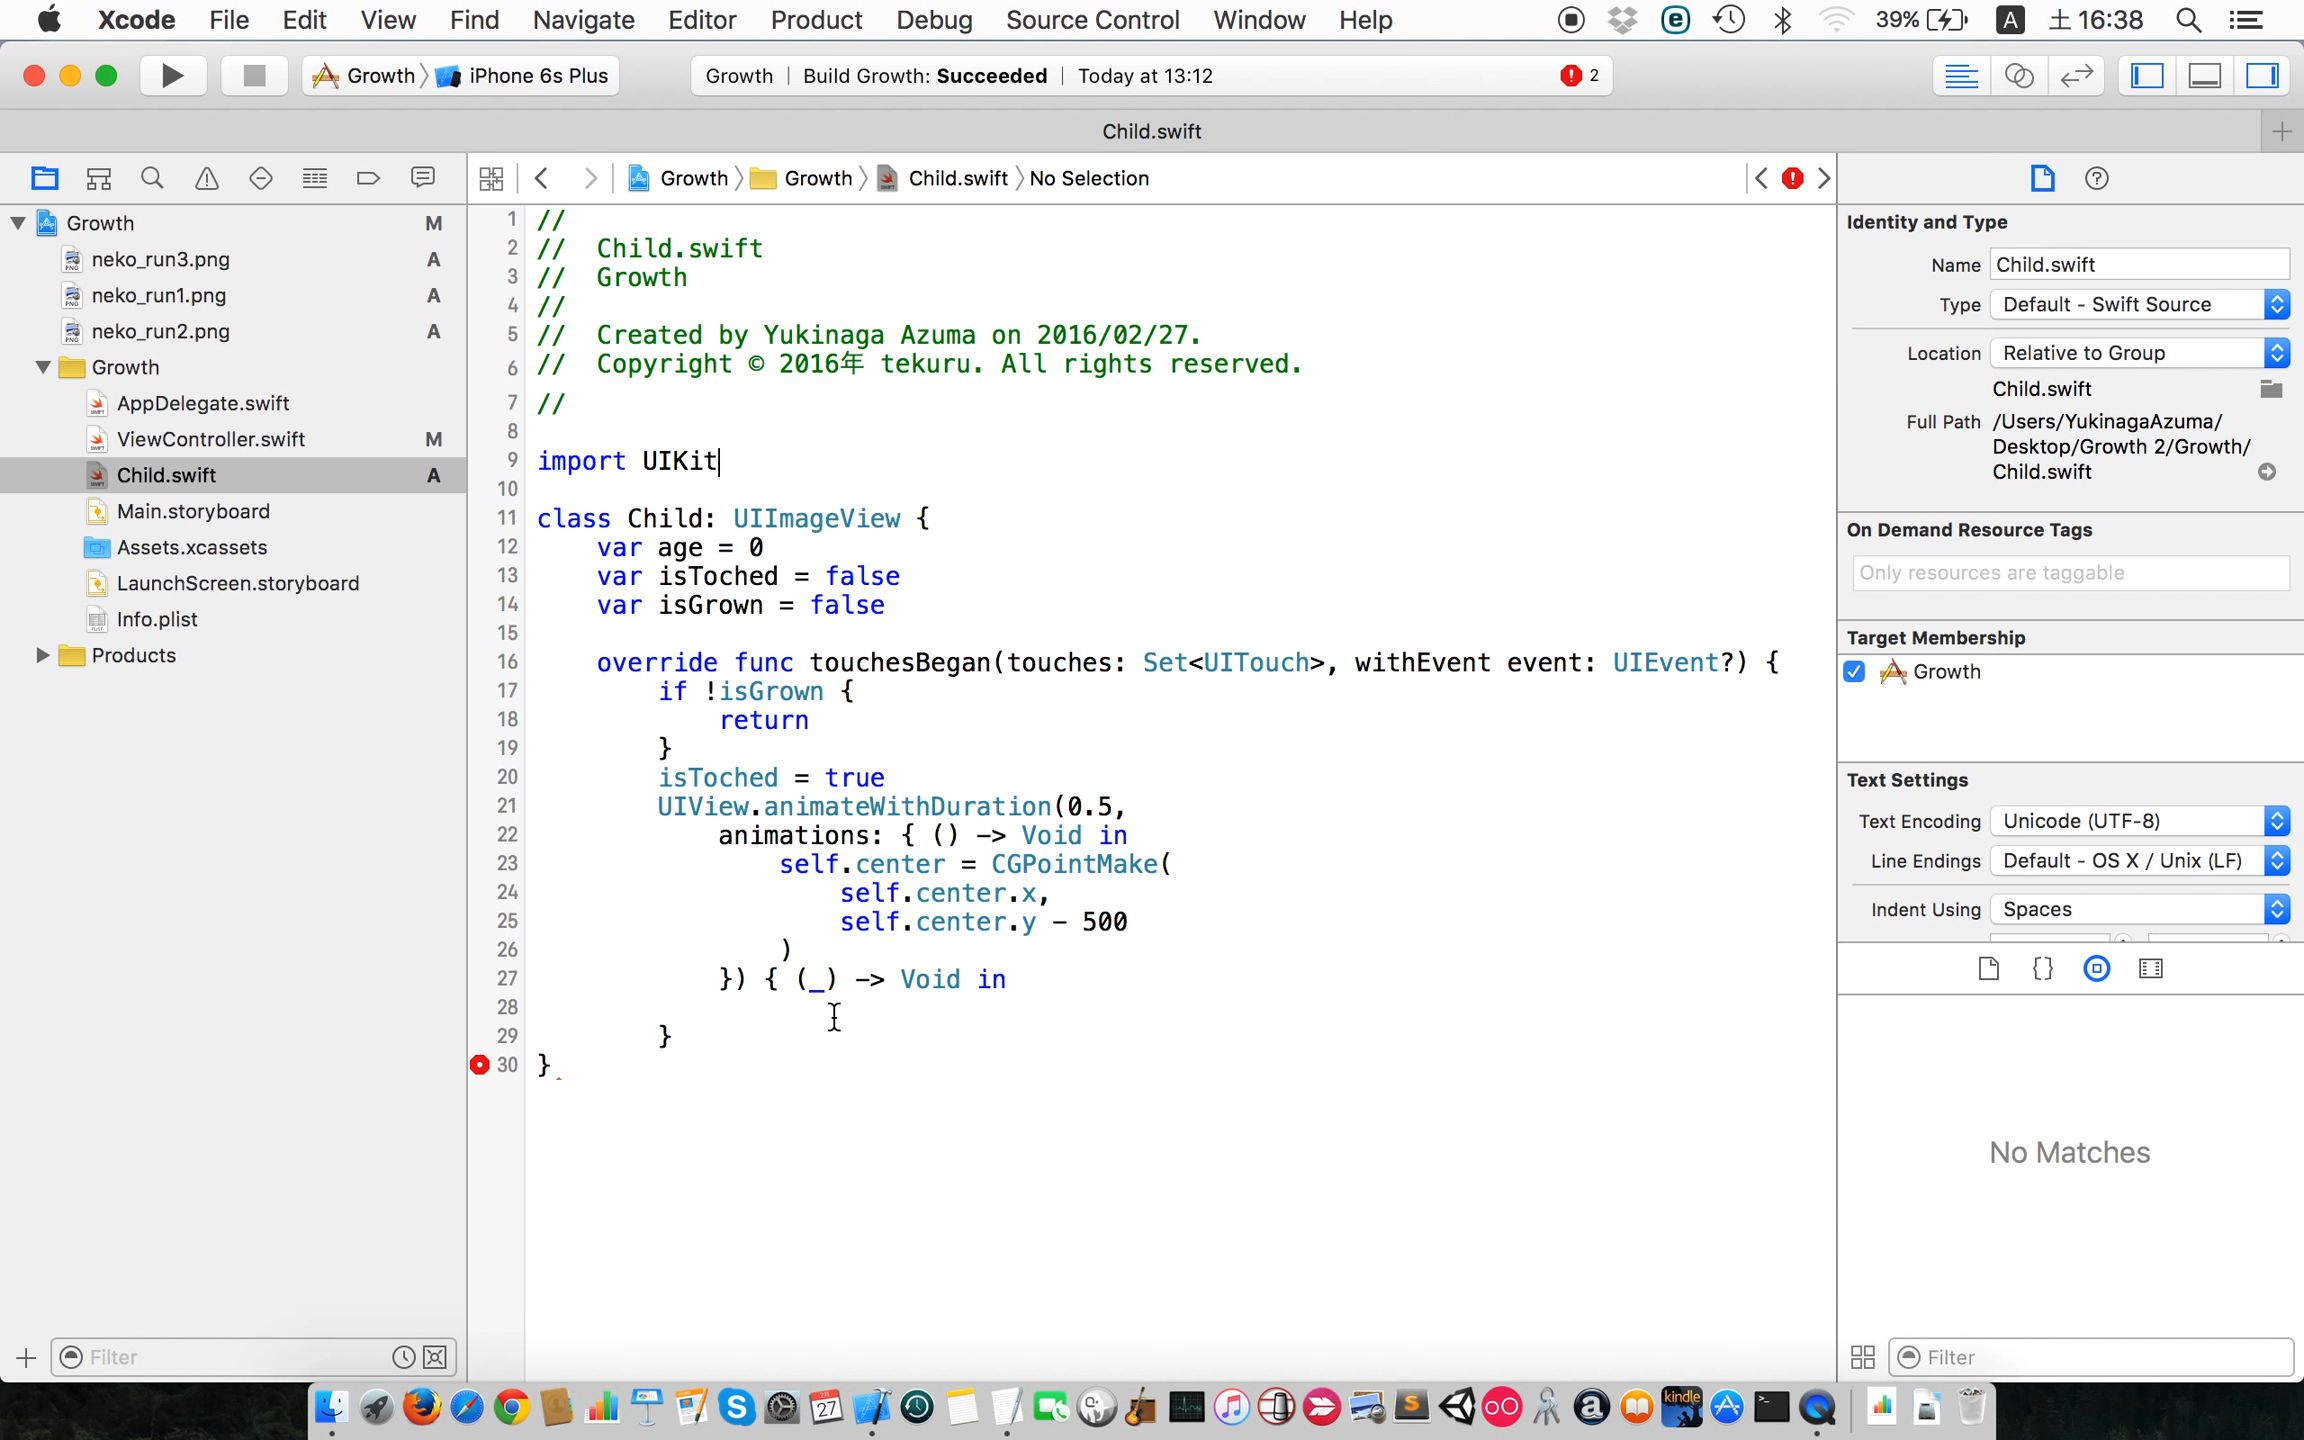 Xcode File Edit View Find Navigate Editor Product Debug Source Control Window Help 39% A 土 16:38
Growth iPhone 6s Plus Growth Build Growth: Succeeded Today at 13:12 2
Child.swift
Growth Growth Child.swift No Selection
Growth M
neko_run3.png A
neko_run1.png A
neko_run2.png A
Growth
AppDelegate.swift
ViewController.swift M
Child.swift A
Main.storyboard
Assets.xcassets
LaunchScreen.storyboard
Info.plist
Products
Filter
1 //
2 // Child.swift
3 // Growth
4 //
5 // Created by Yukinaga Azuma on 2016/02/27.
6 // Copyright © 2016年 tekuru. All rights reserved.
7 //
8
9 import UIKit
10
11 class Child: UIImageView {
12 var age = 0
13 var isToched = false
14 var isGrown = false
15
16 override func touchesBegan(touches: Set<UITouch>, withEvent event: UIEvent?) {
17 if !isGrown {
18 return
19 }
20 isToched = true
21 UIView.animateWithDuration(0.5,
22 animations: { () -> Void in
23 self.center = CGPointMake(
24 self.center.x,
25 self.center.y - 500
26 )
27 }) { (_) -> Void in
28
29 }
30 }
Identity and Type
Name Child.swift
Type Default - Swift Source
Location Relative to Group
Child.swift
Full Path /Users/YukinagaAzuma/
Desktop/Growth 2/Growth/
Child.swift
On Demand Resource Tags
Only resources are taggable
Target Membership
Growth
Text Settings
Text Encoding Unicode (UTF-8)
Line Endings Default - OS X / Unix (LF)
Indent Using Spaces
No Matches
Filter
27
kindle